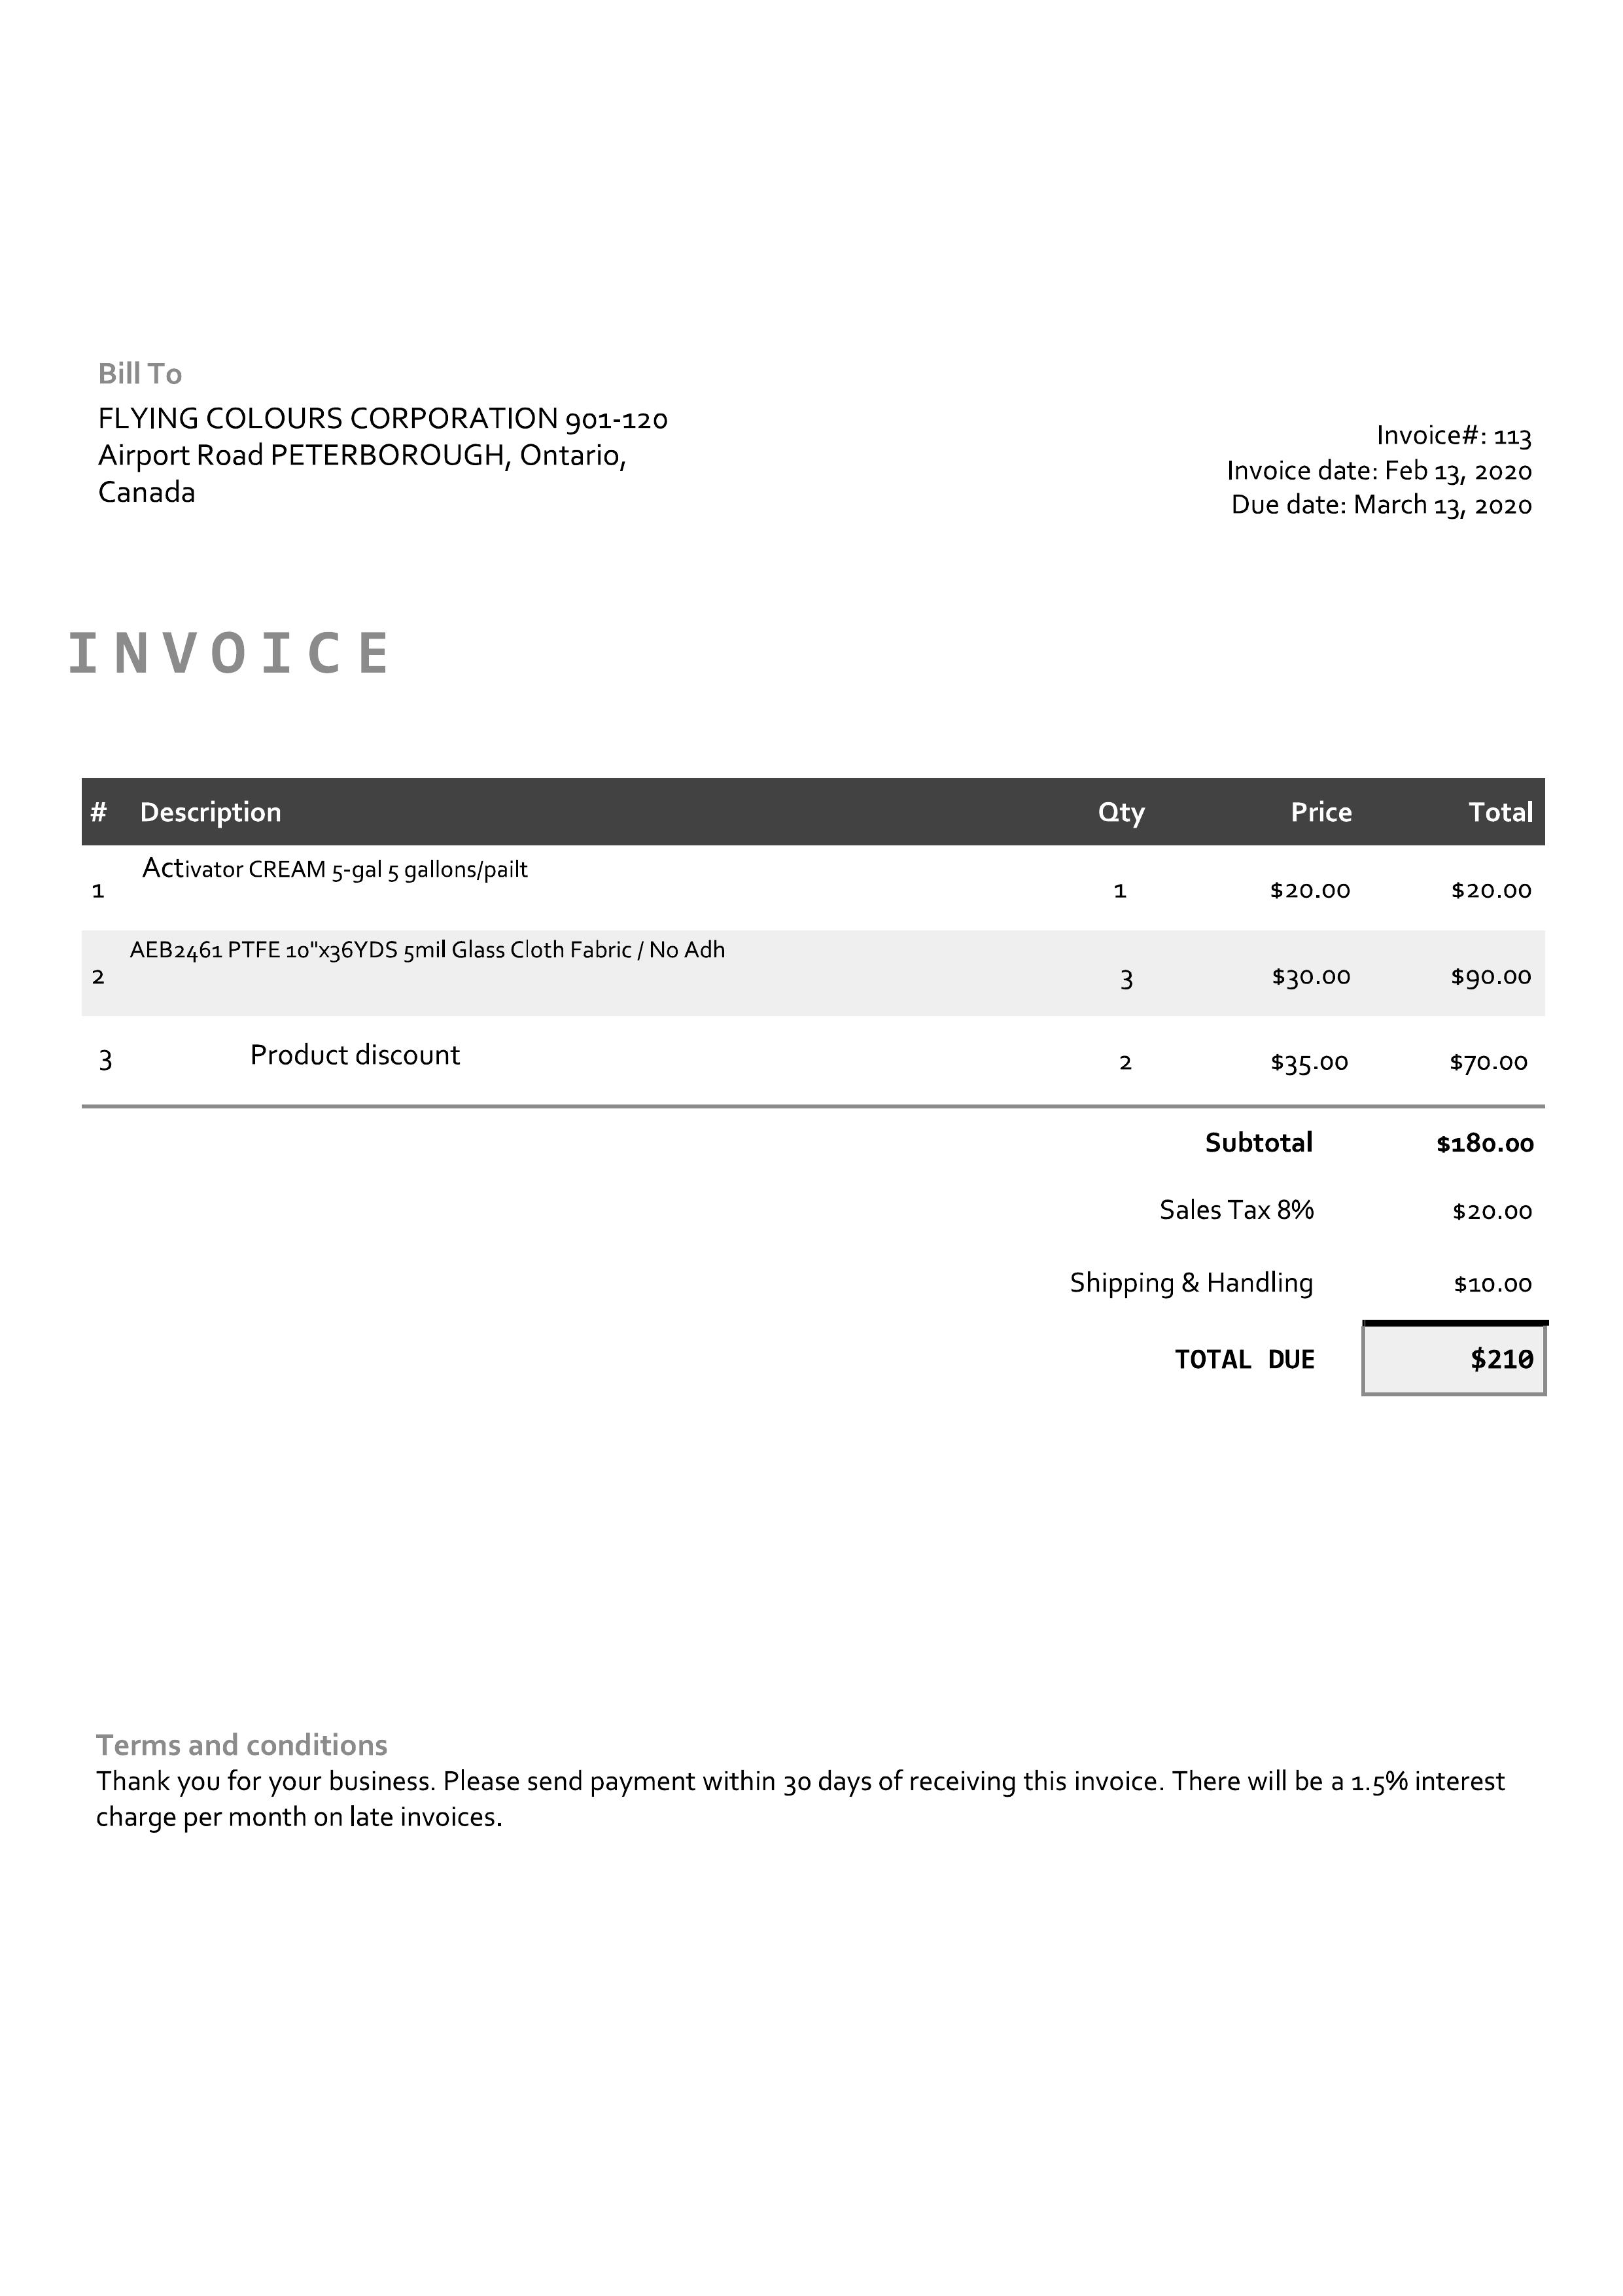 Bill To
FLYING COLOURS CORPORATION 901-120
Airport Road PETERBOROUGH, Ontario,
Canada
Invoice#: 113
Invoice date: Feb 13, 2020
Due date: March 13, 2020
INVOICE
# Description Qty Price Total
1 Activator CREAM 5-gal 5 gallons/pailt 1 $20.00 $20.00
2 AEB2461 PTFE 10"x36YDS 5mil Glass Cloth Fabric / No Adh 3 $30.00 $90.00
3 Product discount 2 $35.00 $70.00
Subtotal $180.00
Sales Tax 8% $20.00
Shipping & Handling $10.00
TOTAL DUE $210
Terms and conditions
Thank you for your business. Please send payment within 30 days of receiving this invoice. There will be a 1.5% interest
charge per month on late invoices.